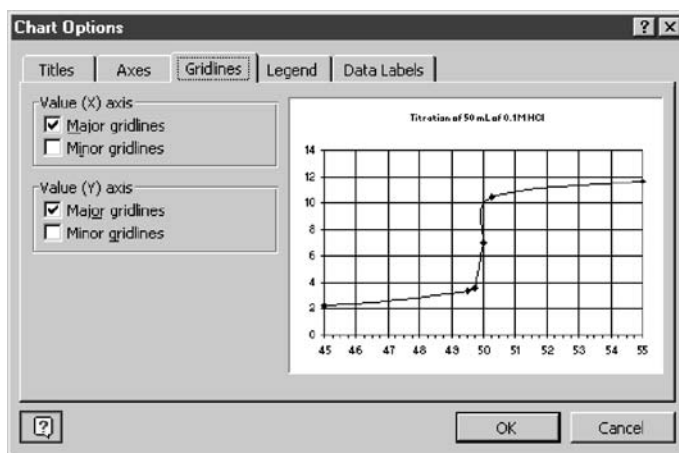 Chart Options
Titles Axes Gridlines Legend Data Labels
Value (X) axis
Major gridlines
Minor gridlines
Value (Y) axis
Major gridlines
Minor gridlines
Titration of 50 mL of 0.1M HCl
14
12
10
8
6
4
2
0
45 46 47 48 49 50 51 52 53 54 55
OK Cancel